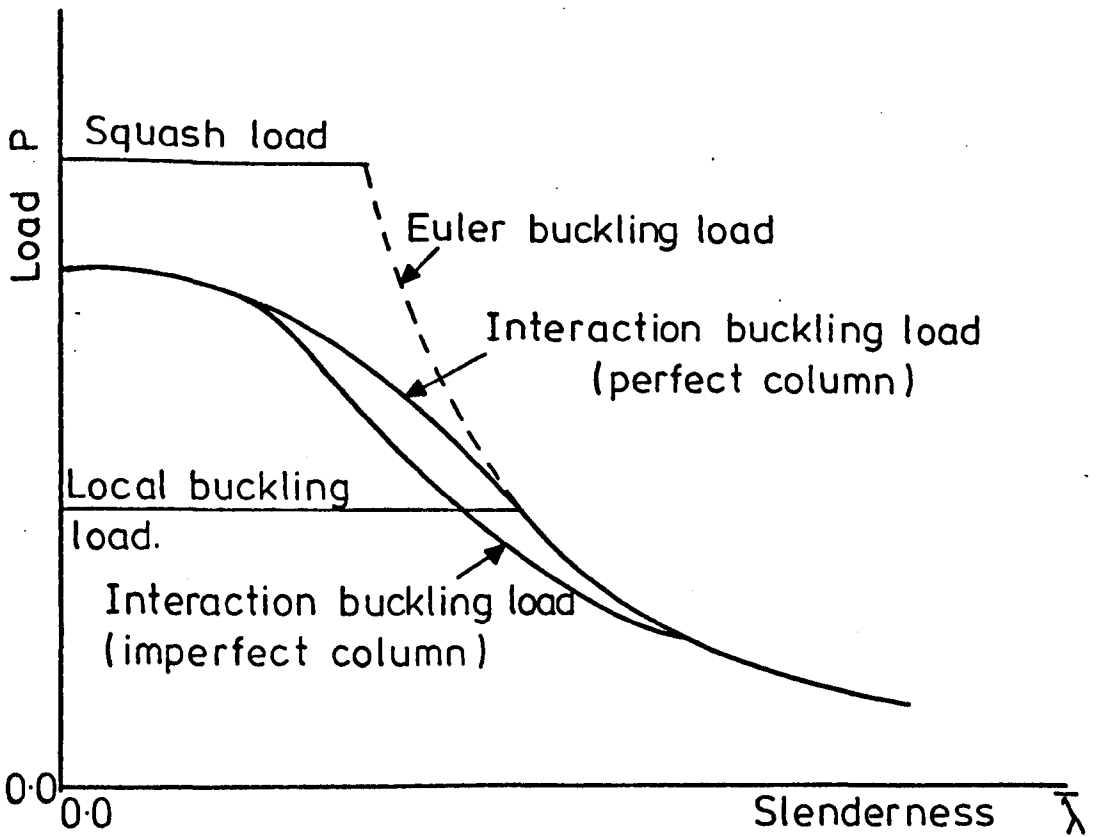 Load P
Squash load
Euler buckling load
Interaction buckling load
(perfect column)
Local buckling
load.
Interaction buckling load
(imperfect column)
0·0
0·0
Slenderness λ̄